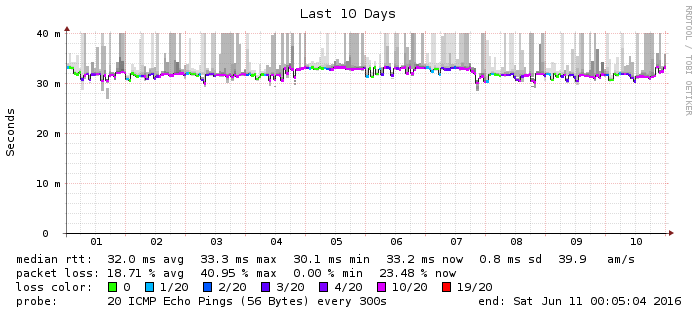 Last 10 Days
RRDTOOL / TOBI OETIKER
Seconds
40 m
30 m
20 m
10 m
0
01 02 03 04 05 06 07 08 09 10
median rtt: 32.0 ms avg 33.3 ms max 30.1 ms min 33.2 ms now 0.8 ms sd 39.9 am/s
packet loss: 18.71 % avg 40.95 % max 0.00 % min 23.48 % now
loss color: 0 1/20 2/20 3/20 4/20 10/20 19/20
probe: 20 ICMP Echo Pings (56 Bytes) every 300s end: Sat Jun 11 00:05:04 2016